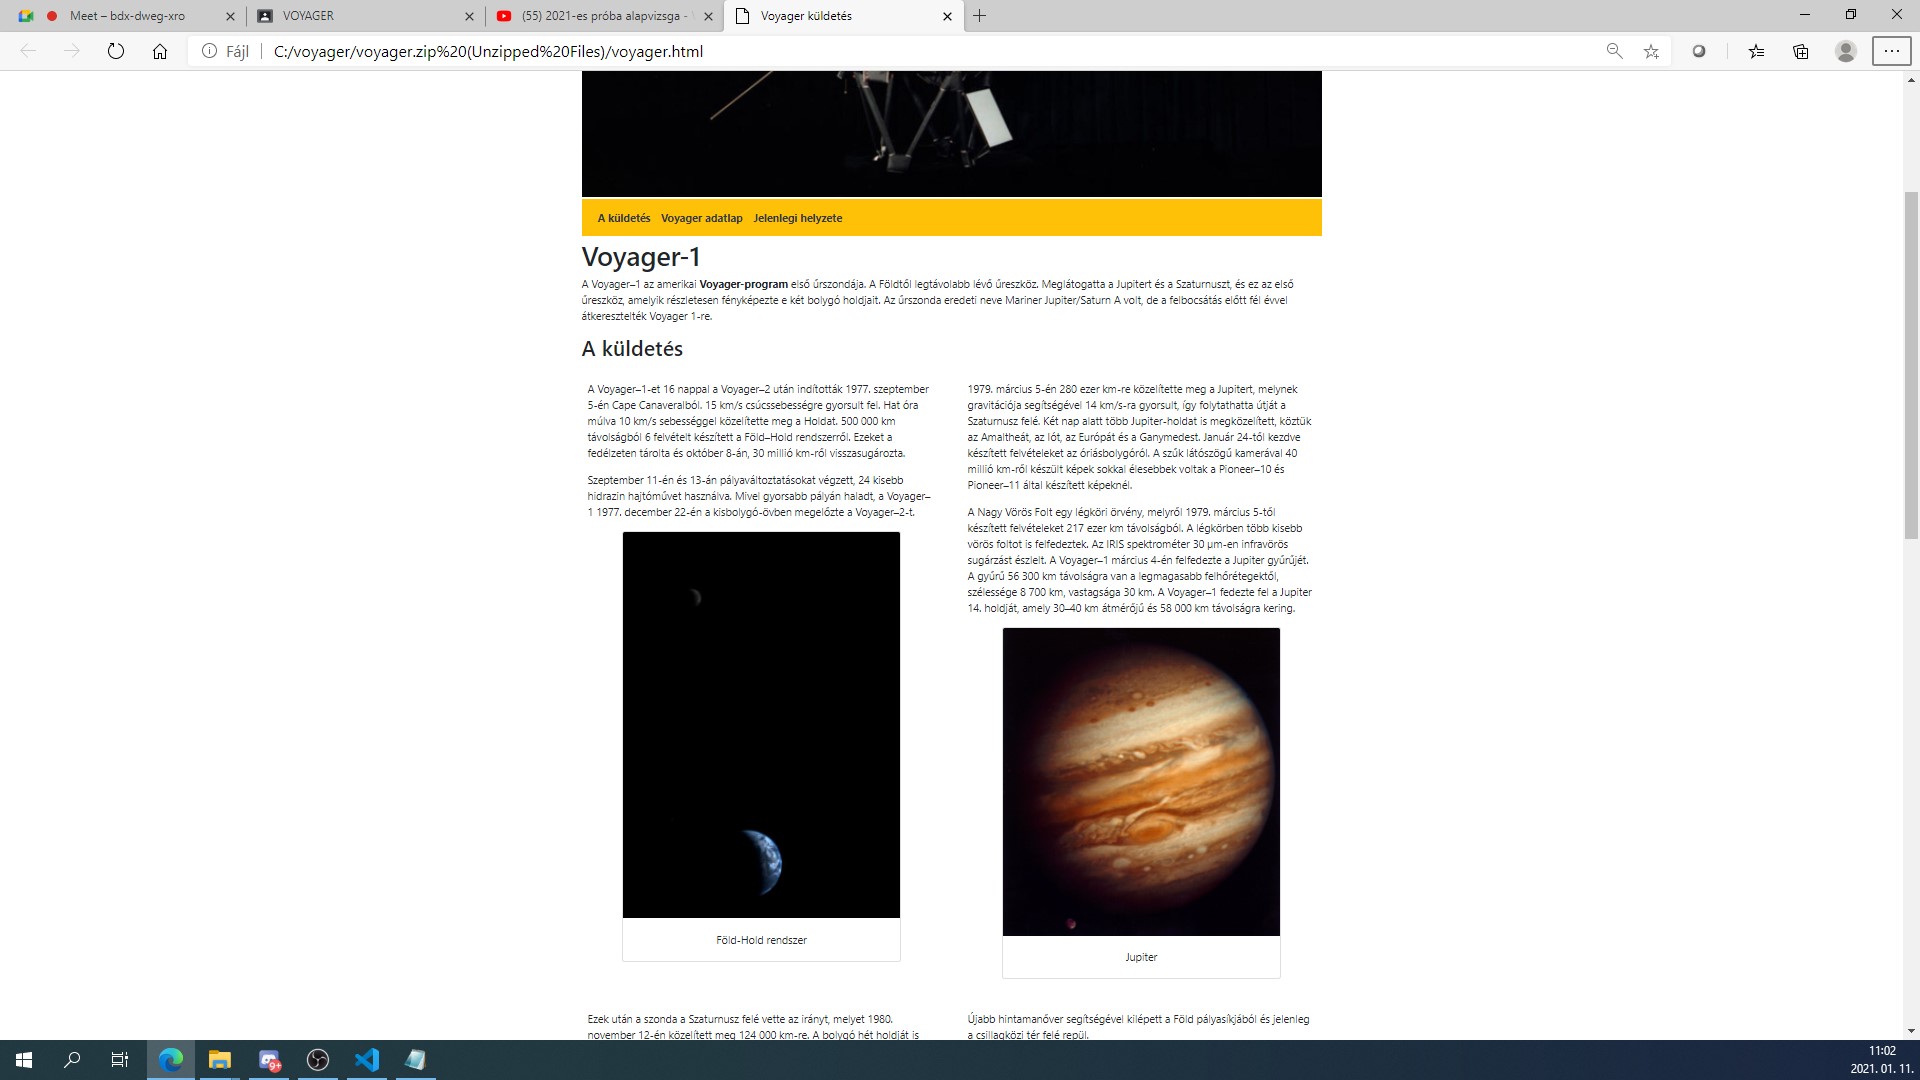 Meet – bdx-dweg-xro
VOYAGER
(55) 2021-es próba alapvizsga -
Voyager küldetés
Fájl
C:/voyager/voyager.zip%20(Unzipped%20Files)/voyager.html
A küldetés Voyager adatlap Jelenlegi helyzete
Voyager-1
A Voyager–1 az amerikai Voyager-program első űrszondája. A Földtől legtávolabb lévő űreszköz. Meglátogatta a Jupitert és a Szaturnuszt, és ez az első
űreszköz, amelyik részletesen fényképezte e két bolygó holdjait. Az űrszonda eredeti neve Mariner Jupiter/Saturn A volt, de a felbocsátás előtt fél évvel
átkeresztelték Voyager 1-re.
A küldetés
A Voyager–1-et 16 nappal a Voyager–2 után indították 1977. szeptember
5-én Cape Canaveralból. 15 km/s csúcssebességre gyorsult fel. Hat óra
múlva 10 km/s sebességgel közelítette meg a Holdat. 500 000 km
távolságból 6 felvételt készített a Föld–Hold rendszerről. Ezeket a
fedélzeten tárolta és október 8-án, 30 millió km-ről visszasugározta.
Szeptember 11-én és 13-án pályaváltoztatásokat végzett, 24 kisebb
hidrazin hajtóművet használva. Mivel gyorsabb pályán haladt, a Voyager–
1 1977. december 22-én a kisbolygó-övben megelőzte a Voyager–2-t.
Föld-Hold rendszer
1979. március 5-én 280 ezer km-re közelítette meg a Jupitert, melynek
gravitációja segítségével 14 km/s-ra gyorsult, így folytathatta útját a
Szaturnusz felé. Két nap alatt több Jupiter-holdat is megközelített, köztük
az Amaltheát, az Iót, az Európát és a Ganymedest. Január 24-től kezdve
készített felvételeket az óriásbolygóról. A szűk látószögű kamerával 40
millió km-ről készült képek sokkal élesebbek voltak a Pioneer–10 és
Pioneer–11 által készített képeknél.
A Nagy Vörös Folt egy légköri örvény, melyről 1979. március 5-től
készített felvételeket 217 ezer km távolságból. A légkörben több kisebb
vörös foltot is felfedeztek. Az IRIS spektrométer 30 µm-en infravörös
sugárzást észlelt. A Voyager–1 március 4-én felfedezte a Jupiter gyűrűjét.
A gyűrű 56 300 km távolságra van a legmagasabb felhőrétegektől,
szélessége 8 700 km, vastagsága 30 km. A Voyager–1 fedezte fel a Jupiter
14. holdját, amely 30–40 km átmérőjű és 58 000 km távolságra kering.
Jupiter
Ezek után a szonda a Szaturnusz felé vette az irányt, melyet 1980.
november 12-én közelített meg 124 000 km-re. A bolygó hét holdját is
Újabb hintamanőver segítségével kilépett a Föld pályasíkjából és jelenleg
a csillagközi tér felé repül.
9+
11:02
2021. 01. 11.